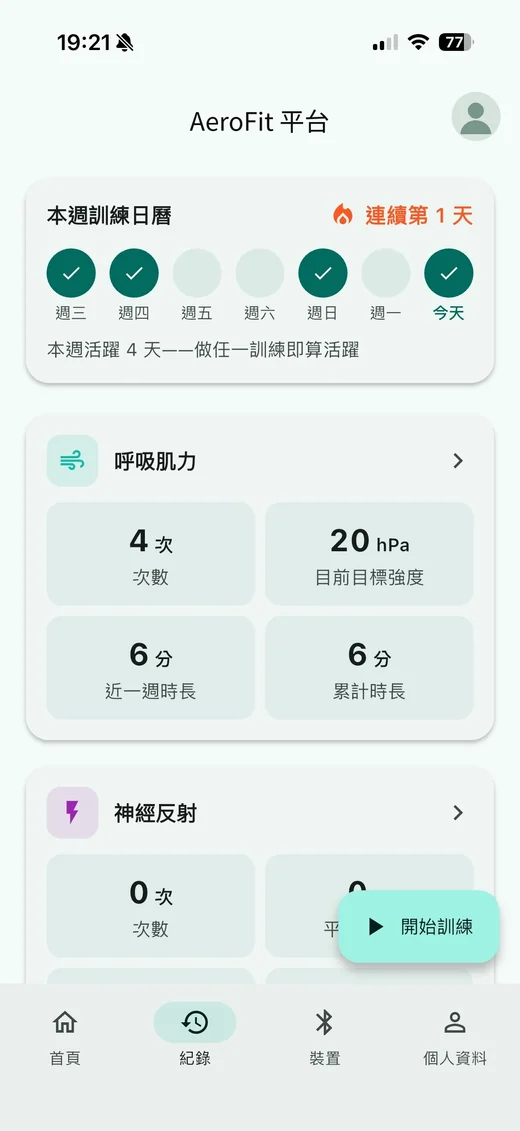 19:21
77
AeroFit 平台
本週訓練日曆
連續第 1 天
週三 週四 週五 週六 週日 週一 今天
本週活躍 4 天——做任一訓練即算活躍
呼吸肌力
4 次
次數
20 hPa
目前目標強度
6 分
近一週時長
6 分
累計時長
神經反射
0 次
次數
0
平
開始訓練
首頁
紀錄
裝置
個人資料